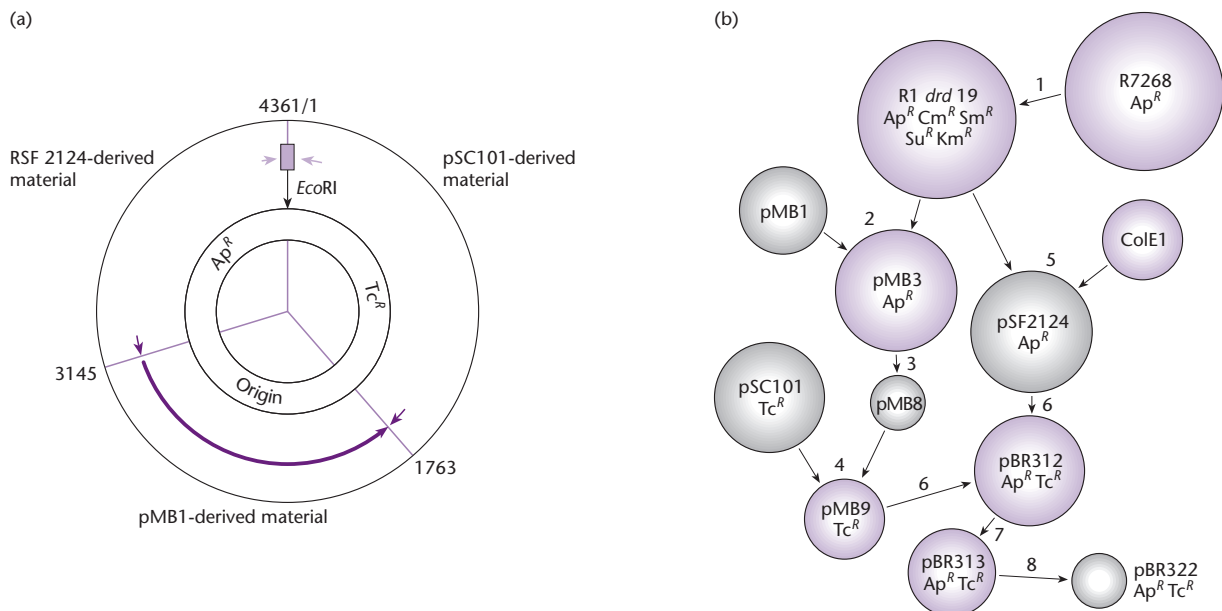 (a)
4361/1
RSF 2124-derived
material
pSC101-derived
material
EcoRI
Ap^R
Tc^R
Origin
3145
1763
pMB1-derived material
(b)
R1 drd 19
Ap^R Cm^R Sm^R
Su^R Km^R
1
R7268
Ap^R
pMB1
2
pMB3
Ap^R
ColE1
5
pSF2124
Ap^R
3
pSC101
Tc^R
pMB8
6
4
pMB9
Tc^R
6
pBR312
Ap^R Tc^R
7
pBR313
Ap^R Tc^R
8
pBR322
Ap^R Tc^R